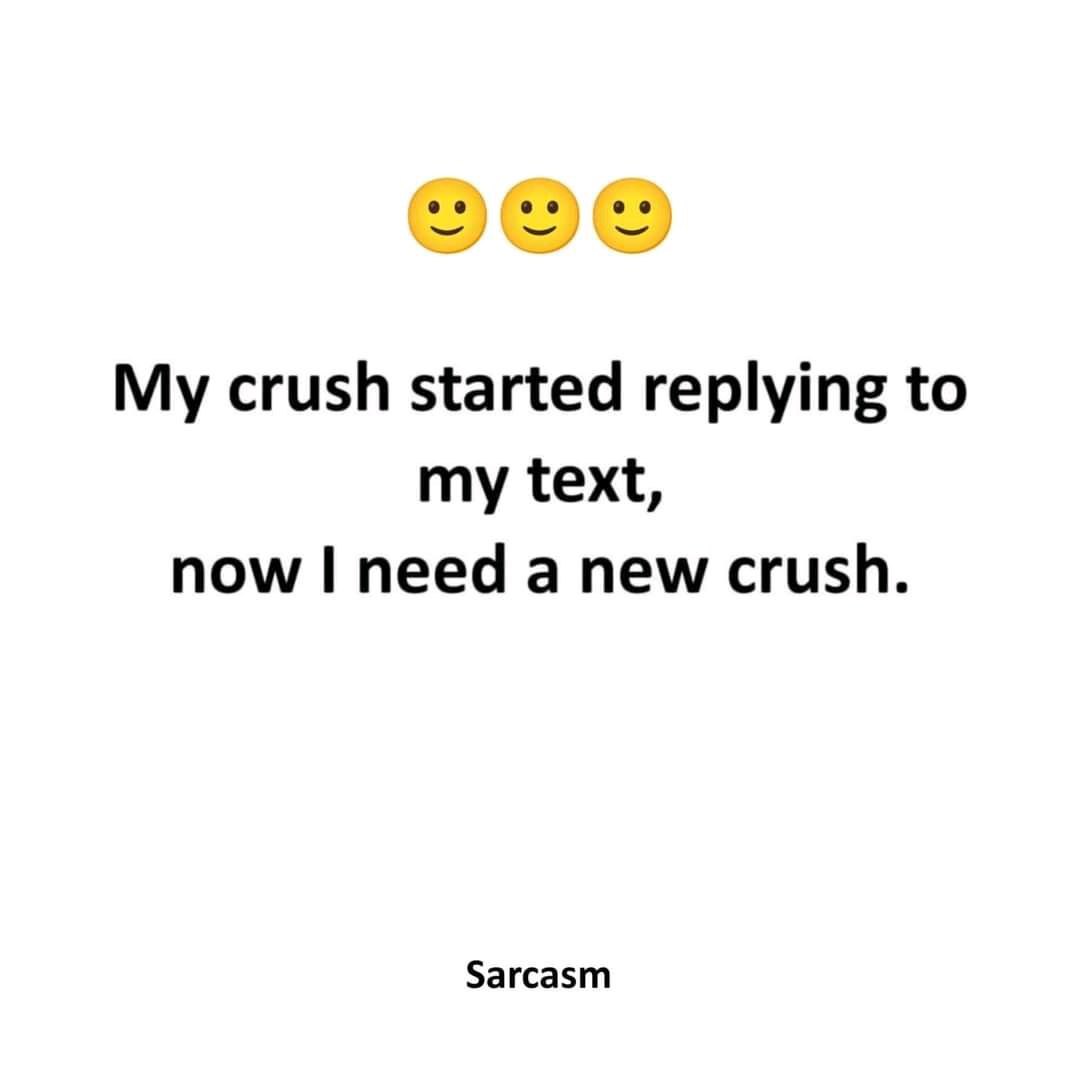 🙂🙂🙂
My crush started replying to
my text,
now I need a new crush.
Sarcasm